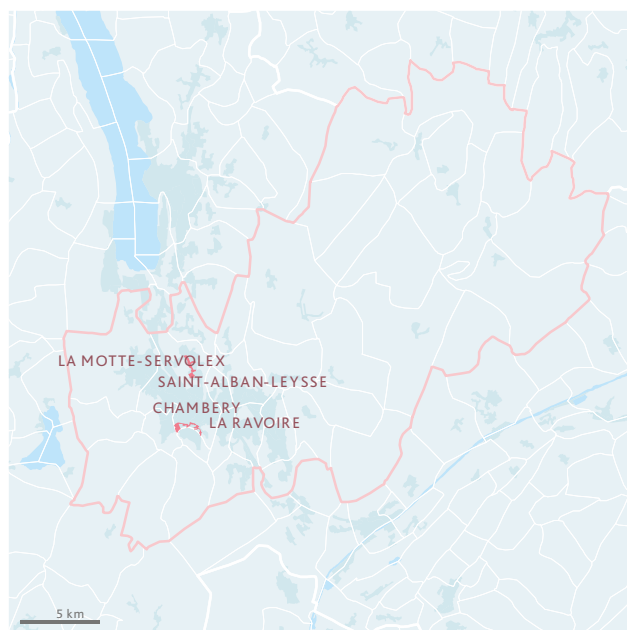 LA MOTTE-SERVOLEX
SAINT-ALBAN-LEYSSE
CHAMBERY
LA RAVOIRE
5 km